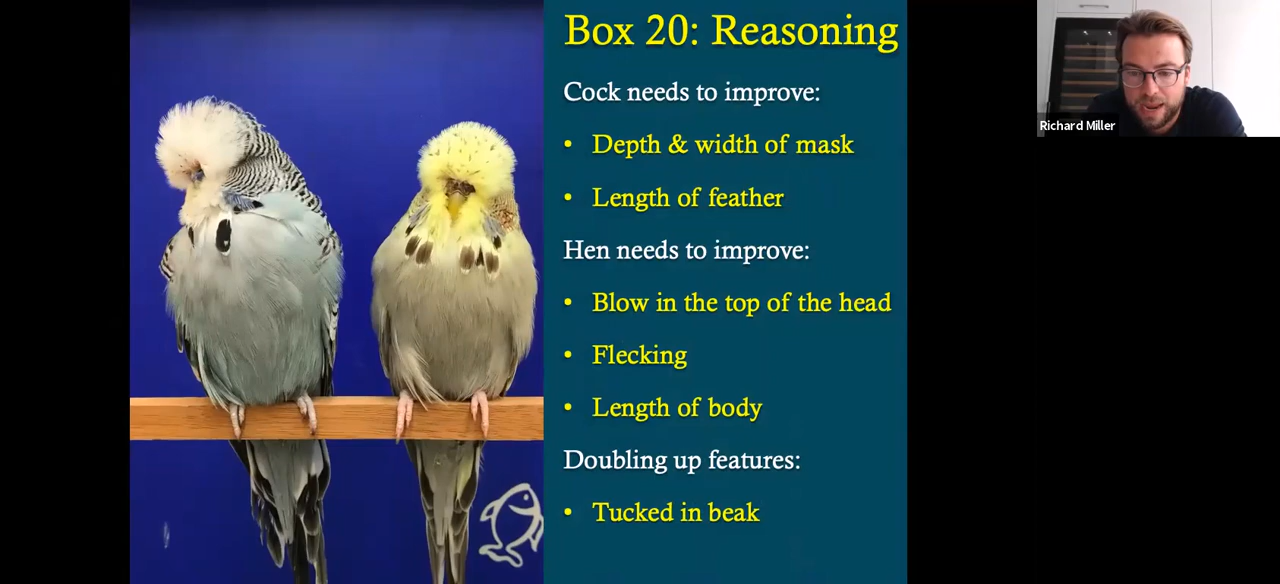 Box 20: Reasoning
Cock needs to improve:
• Depth & width of mask
• Length of feather
Hen needs to improve:
• Blow in the top of the head
• Flecking
• Length of body
Doubling up features:
• Tucked in beak
Richard Miller